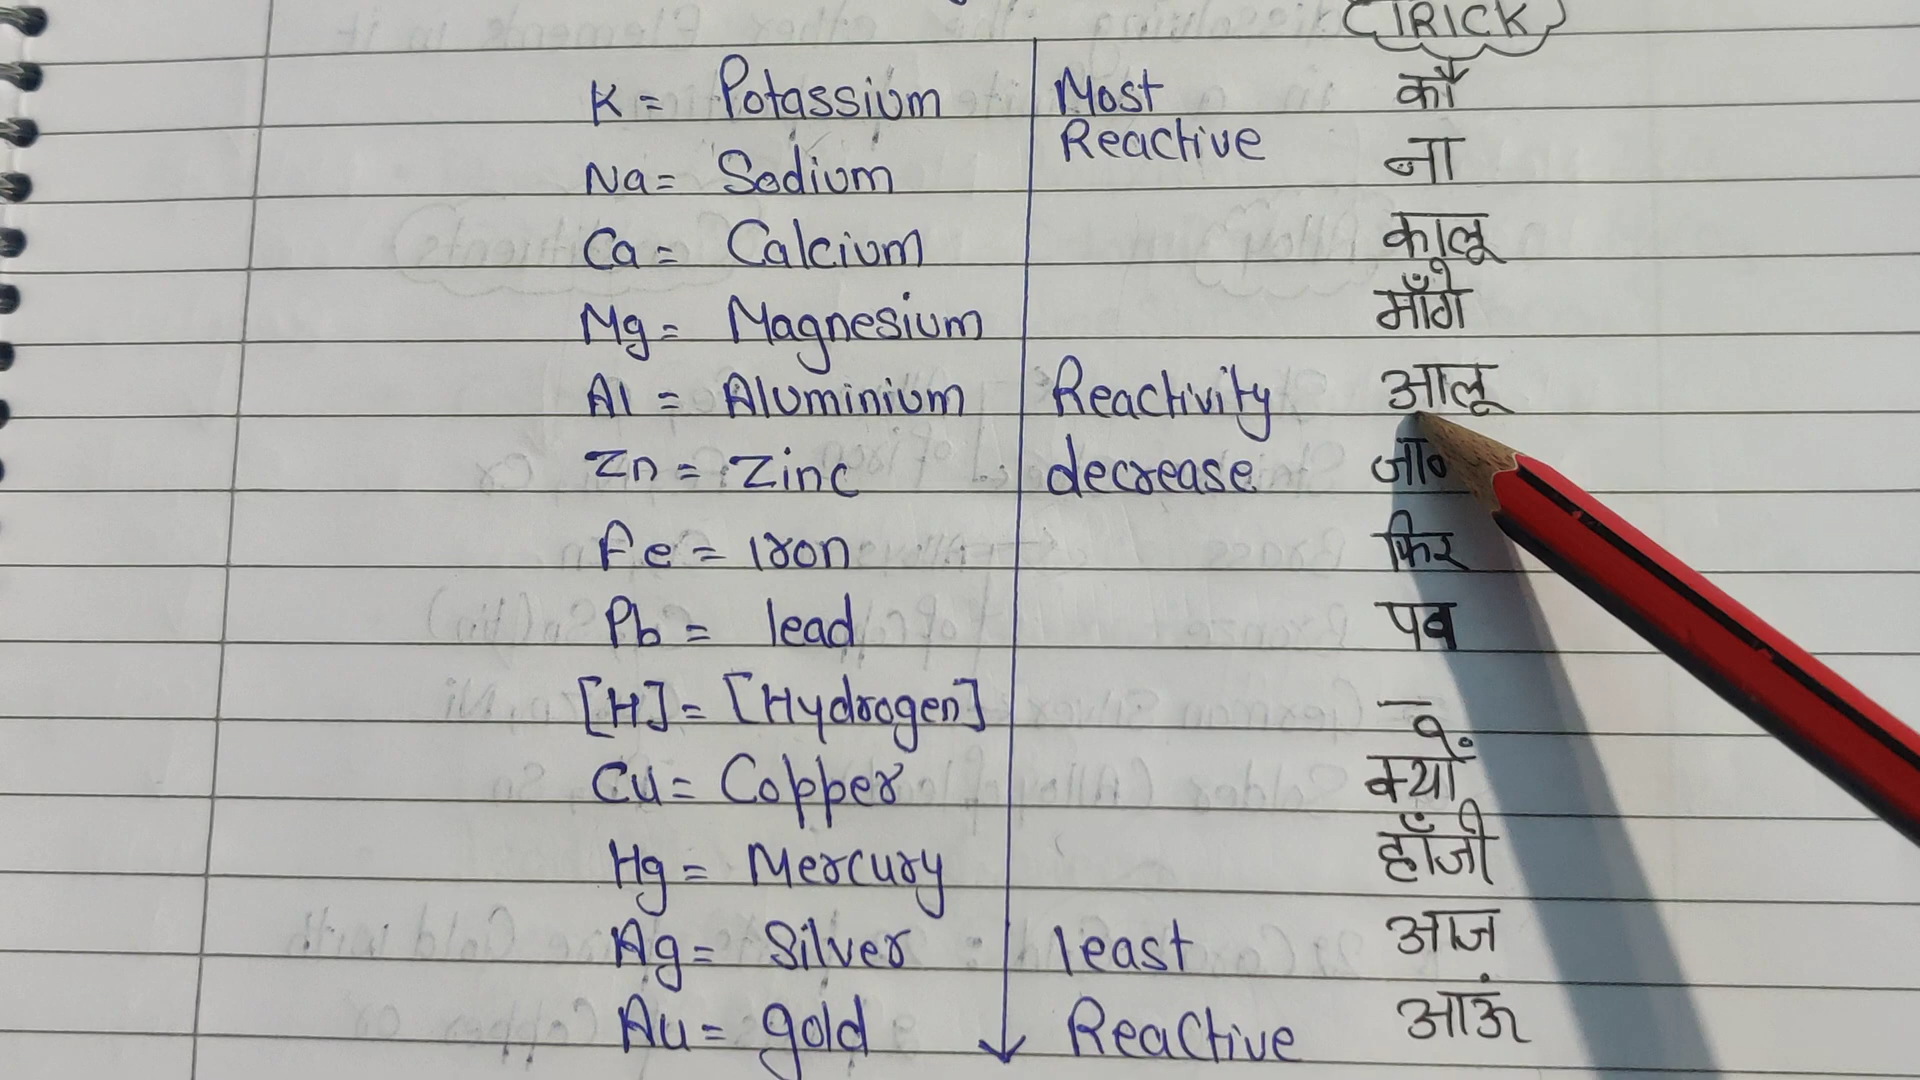 TRICK
K = Potassium Most कौ
Reactive
Na = Sodium ना
Ca = Calcium कालू
Mg = Magnesium माँगे
Al = Aluminium Reactivity आलू
Zn = Zinc decrease जा०
Fe = Iron फिर
Pb = lead पब
[H] = [Hydrogen] —
Cu = Copper क्यों
Hg = Mercury हाँजी
Ag = Silver least आज
Au = gold Reactive आऊं